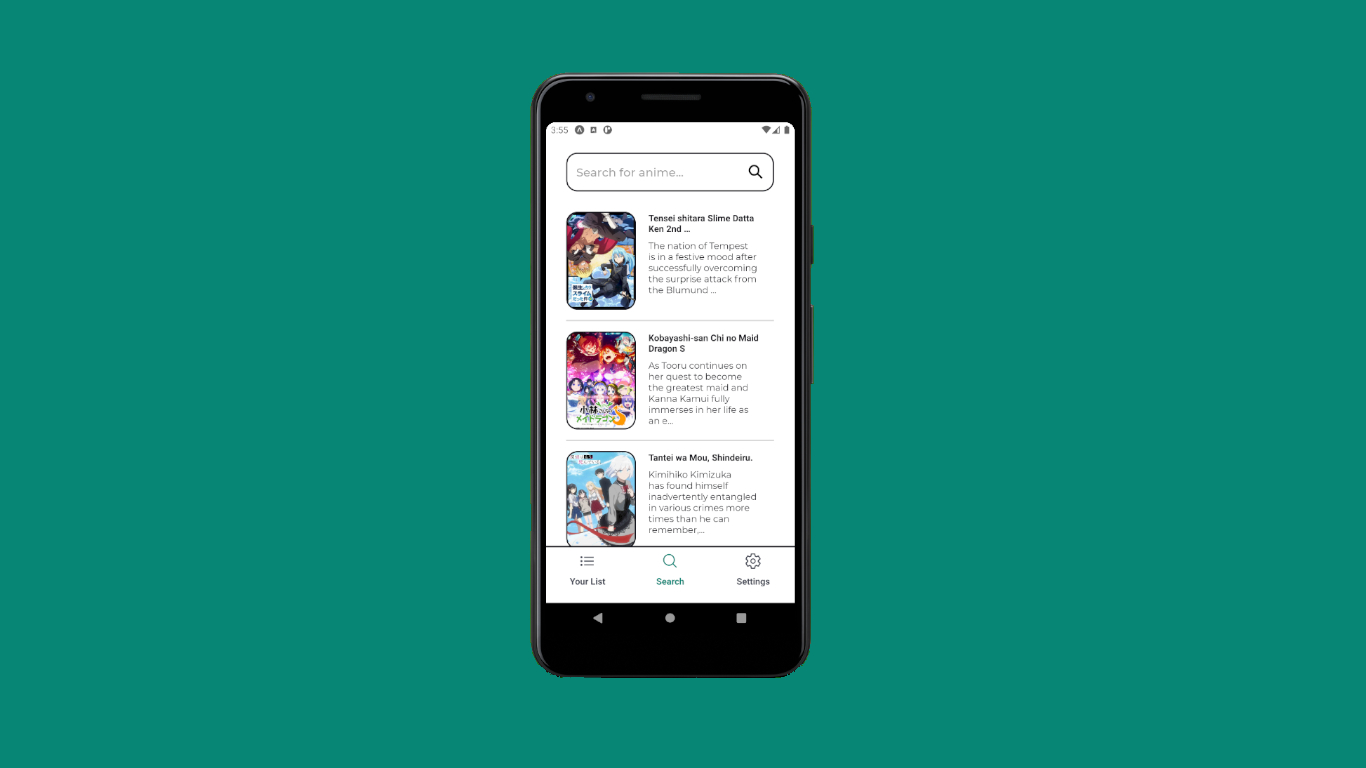 3:55
Search for anime...
Tensei shitara Slime Datta
Ken 2nd ...
The nation of Tempest
is in a festive mood after
successfully overcoming
the surprise attack from
the Blumund ...
Kobayashi-san Chi no Maid
Dragon S
As Tooru continues on
her quest to become
the greatest maid and
Kanna Kamui fully
immerses in her life as
an e...
Tantei wa Mou, Shindeiru.
Kimihiko Kimizuka
has found himself
inadvertently entangled
in various crimes more
times than he can
remember,...
Your List
Search
Settings